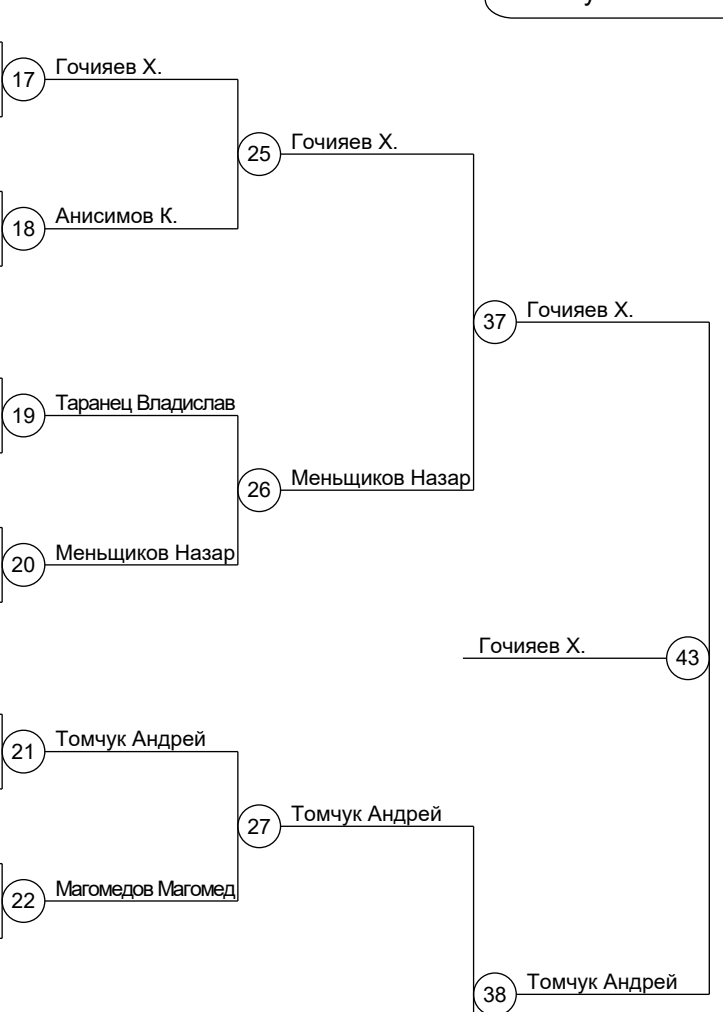 17 Гочияев Х.
25 Гочияев Х.
18 Анисимов К.
37 Гочияев Х.
19 Таранец Владислав
26 Меньщиков Назар
20 Меньщиков Назар
Гочияев Х. 43
21 Томчук Андрей
27 Томчук Андрей
22 Магомедов Магомед
38 Томчук Андрей